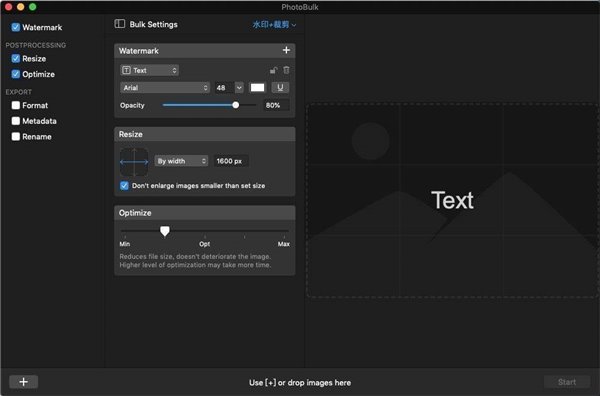 PhotoBulk
Watermark
POSTPROCESSING
Resize
Optimize
EXPORT
Format
Metadata
Rename
Bulk Settings
水印+裁剪
Watermark
T Text
Arial
48
U
Opacity
80%
Resize
By width
1600 px
Don't enlarge images smaller than set size
Optimize
Min Opt Max
Reduces file size, doesn't deteriorate the image.
Higher level of optimization may take more time.
Text
Use [+] or drop images here
Start